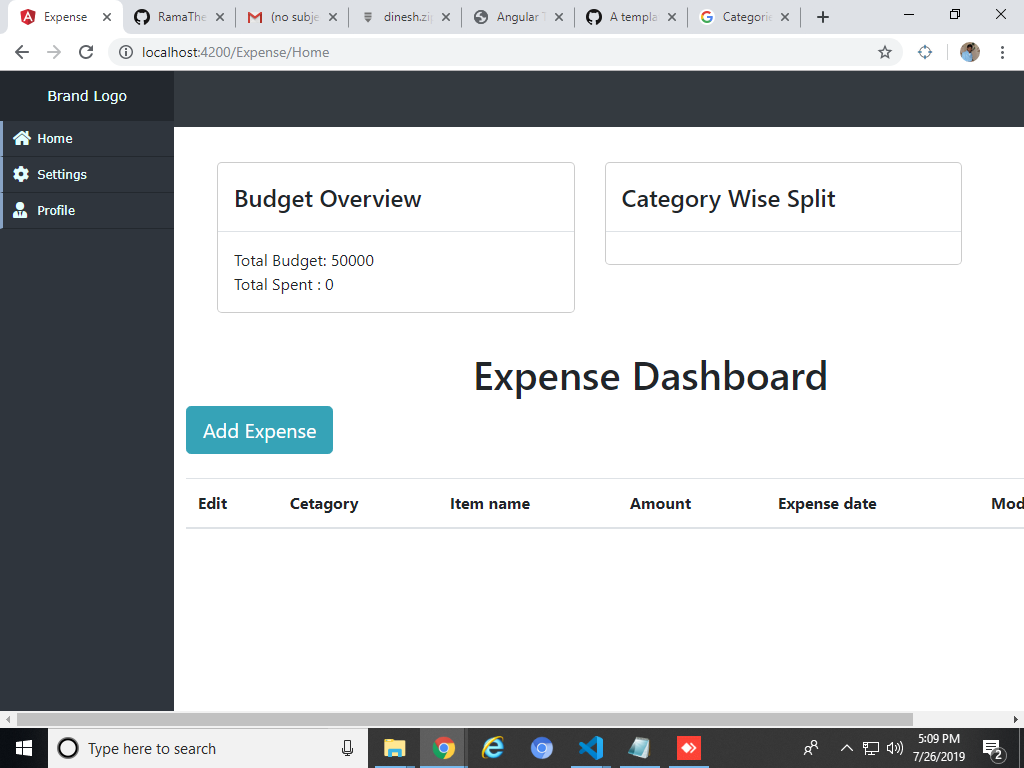 Expense
RamaThe
(no subje
dinesh.zi
Angular T
A templa
Categorie
localhost:4200/Expense/Home
Brand Logo
Home
Settings
Profile
Budget Overview
Total Budget: 50000
Total Spent : 0
Category Wise Split
Expense Dashboard
Add Expense
Edit
Cetagory
Item name
Amount
Expense date
Mod
Type here to search
5:09 PM
7/26/2019
2